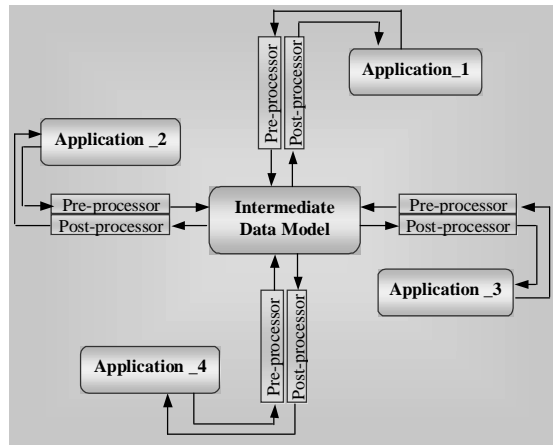 Pre-processor
Post-processor
Application_1
Application _2
Pre-processor
Post-processor
Intermediate
Data Model
Pre-processor
Post-processor
Application _3
Pre-processor
Post-processor
Application _4